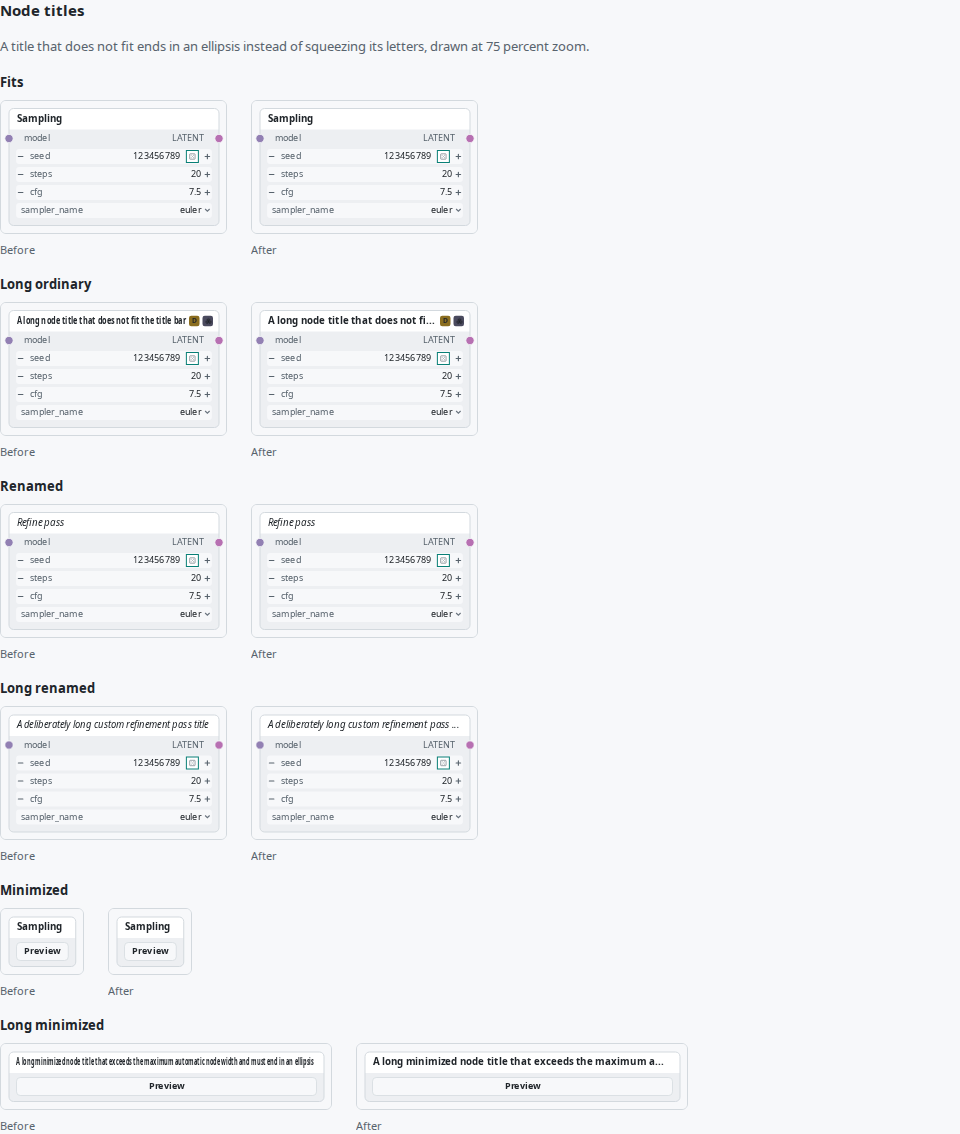 Node titles
A title that does not fit ends in an ellipsis instead of squeezing its letters, drawn at 75 percent zoom.
Fits
Sampling
model LATENT
− seed 123456789 +
− steps 20 +
− cfg 7.5 +
sampler_name euler
Before
Sampling
model LATENT
− seed 123456789 +
− steps 20 +
− cfg 7.5 +
sampler_name euler
After
Long ordinary
A long node title that does not fit the title bar D
model LATENT
− seed 123456789 +
− steps 20 +
− cfg 7.5 +
sampler_name euler
Before
A long node title that does not fi... D
model LATENT
− seed 123456789 +
− steps 20 +
− cfg 7.5 +
sampler_name euler
After
Renamed
Refine pass
model LATENT
− seed 123456789 +
− steps 20 +
− cfg 7.5 +
sampler_name euler
Before
Refine pass
model LATENT
− seed 123456789 +
− steps 20 +
− cfg 7.5 +
sampler_name euler
After
Long renamed
A deliberately long custom refinement pass title
model LATENT
− seed 123456789 +
− steps 20 +
− cfg 7.5 +
sampler_name euler
Before
A deliberately long custom refinement pass ...
model LATENT
− seed 123456789 +
− steps 20 +
− cfg 7.5 +
sampler_name euler
After
Minimized
Sampling
Preview
Before
Sampling
Preview
After
Long minimized
A long minimized node title that exceeds the maximum automatic node width and must end in an ellipsis
Preview
Before
A long minimized node title that exceeds the maximum a...
Preview
After